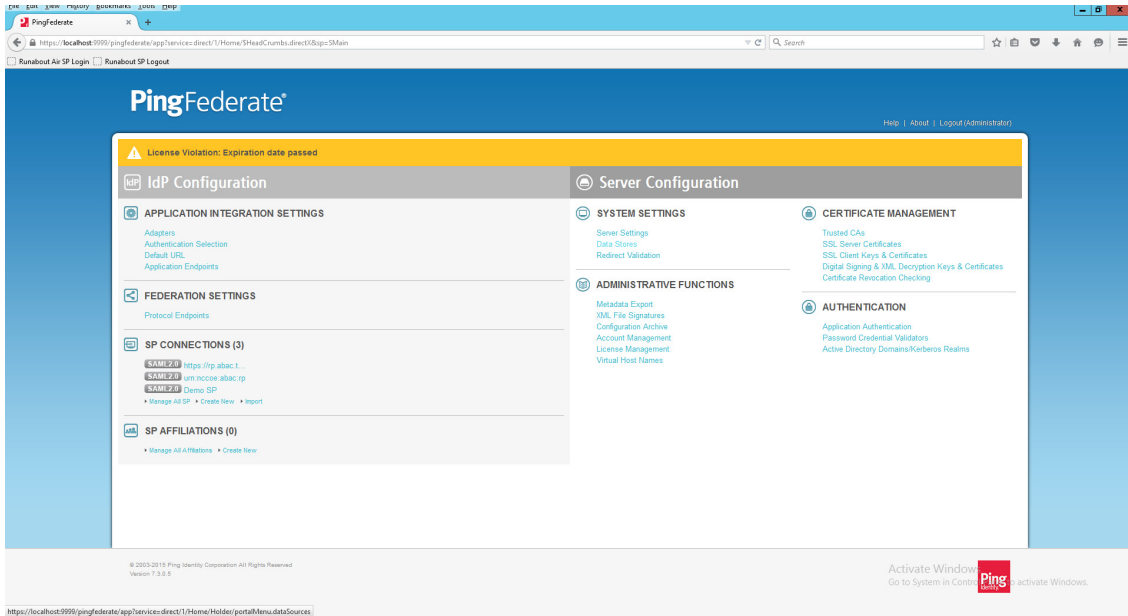 File Edit View History Bookmarks Tools Help
PingFederate
https://localhost:9999/pingfederate/app?service=direct/1/Home/$HeadCrumbs.directX&sp=SMain
Search
Runabout Air SP Login
Runabout SP Logout
PingFederate®
Help | About | Logout (Administrator)
License Violation: Expiration date passed
IdP IdP Configuration
APPLICATION INTEGRATION SETTINGS
Adapters
Authentication Selection
Default URL
Application Endpoints
FEDERATION SETTINGS
Protocol Endpoints
SP CONNECTIONS (3)
SAML2.0 https://rp.abac.t...
SAML2.0 urn:nccoe:abac:rp
SAML2.0 Demo SP
Manage All SP Create New Import
SP AFFILIATIONS (0)
Manage All Affiliations Create New
Server Configuration
SYSTEM SETTINGS
Server Settings
Data Stores
Redirect Validation
ADMINISTRATIVE FUNCTIONS
Metadata Export
XML File Signatures
Configuration Archive
Account Management
License Management
Virtual Host Names
CERTIFICATE MANAGEMENT
Trusted CAs
SSL Server Certificates
SSL Client Keys & Certificates
Digital Signing & XML Decryption Keys & Certificates
Certificate Revocation Checking
AUTHENTICATION
Application Authentication
Password Credential Validators
Active Directory Domains/Kerberos Realms
© 2003-2015 Ping Identity Corporation All Rights Reserved
Version 7.3.0.5
Activate Windows
Go to System in Contro
Ping
Identity
o activate Windows.
https://localhost:9999/pingfederate/app?service=direct/1/Home/Holder/portalMenu.dataSources